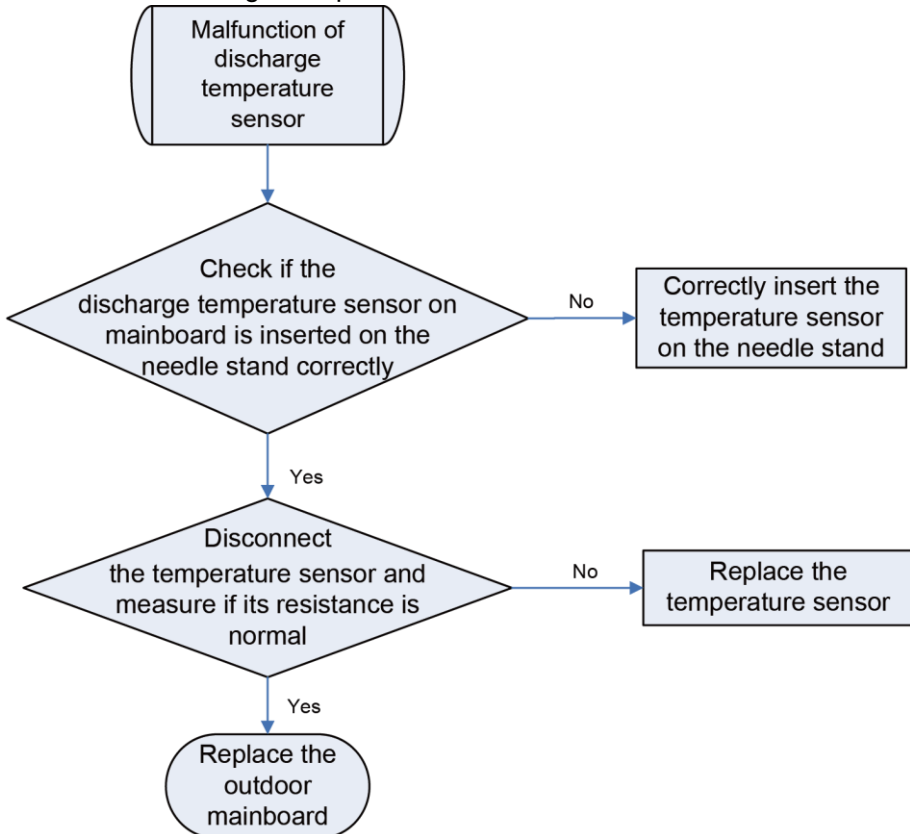 Malfunction of
discharge
temperature
sensor
Check if the
discharge temperature sensor on
mainboard is inserted on the
needle stand correctly
No
Correctly insert the
temperature sensor
on the needle stand
Yes
Disconnect
the temperature sensor and
measure if its resistance is
normal
No
Replace the
temperature sensor
Yes
Replace the
outdoor
mainboard